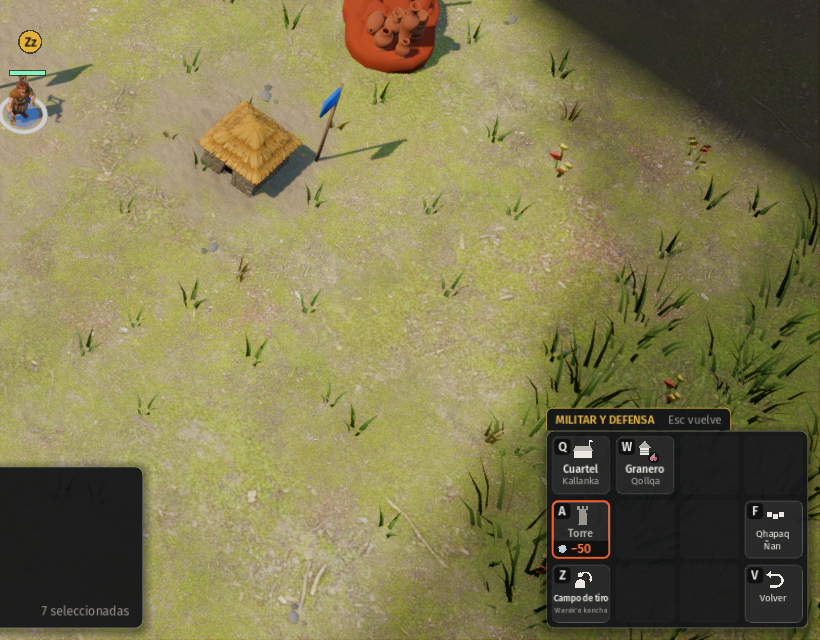 Zz
MILITAR Y DEFENSA Esc vuelve
Q
Cuartel
Kallanka
W
Granero
Qollqa
A
Torre
-50
F
Qhapaq
Ñan
Z
Campo de tiro
Warak'a kancha
V
Volver
7 seleccionadas